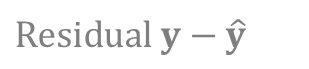 Residual y − ŷ